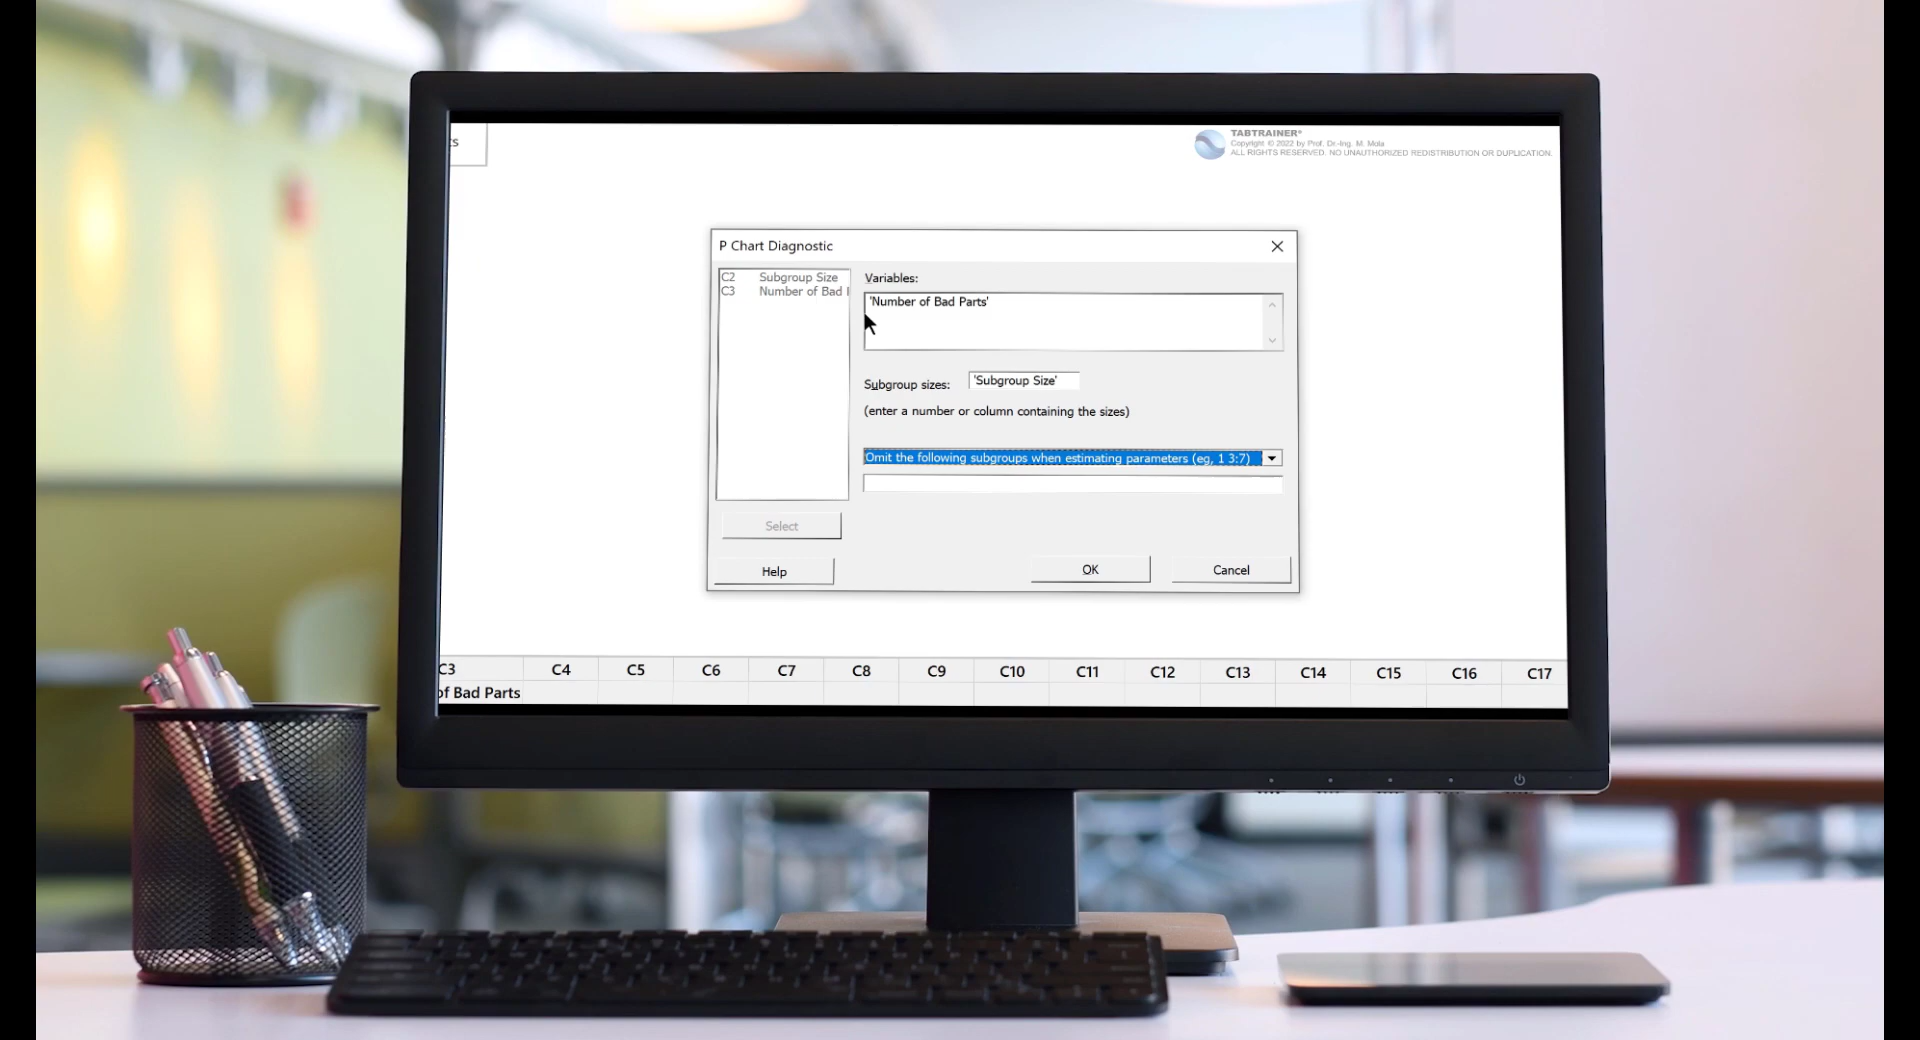 ts
TABTRAINER®
Copyright © 2022 by Prof. Dr.-Ing. M. Mola
ALL RIGHTS RESERVED. NO UNAUTHORIZED REDISTRIBUTION OR DUPLICATION.
P Chart Diagnostic
C2 Subgroup Size
C3 Number of Bad
Variables:
'Number of Bad Parts'
Subgroup sizes: 'Subgroup Size'
(enter a number or column containing the sizes)
Omit the following subgroups when estimating parameters (eg, 1 3:7)
Select
Help OK Cancel
C3 C4 C5 C6 C7 C8 C9 C10 C11 C12 C13 C14 C15 C16 C17
of Bad Parts